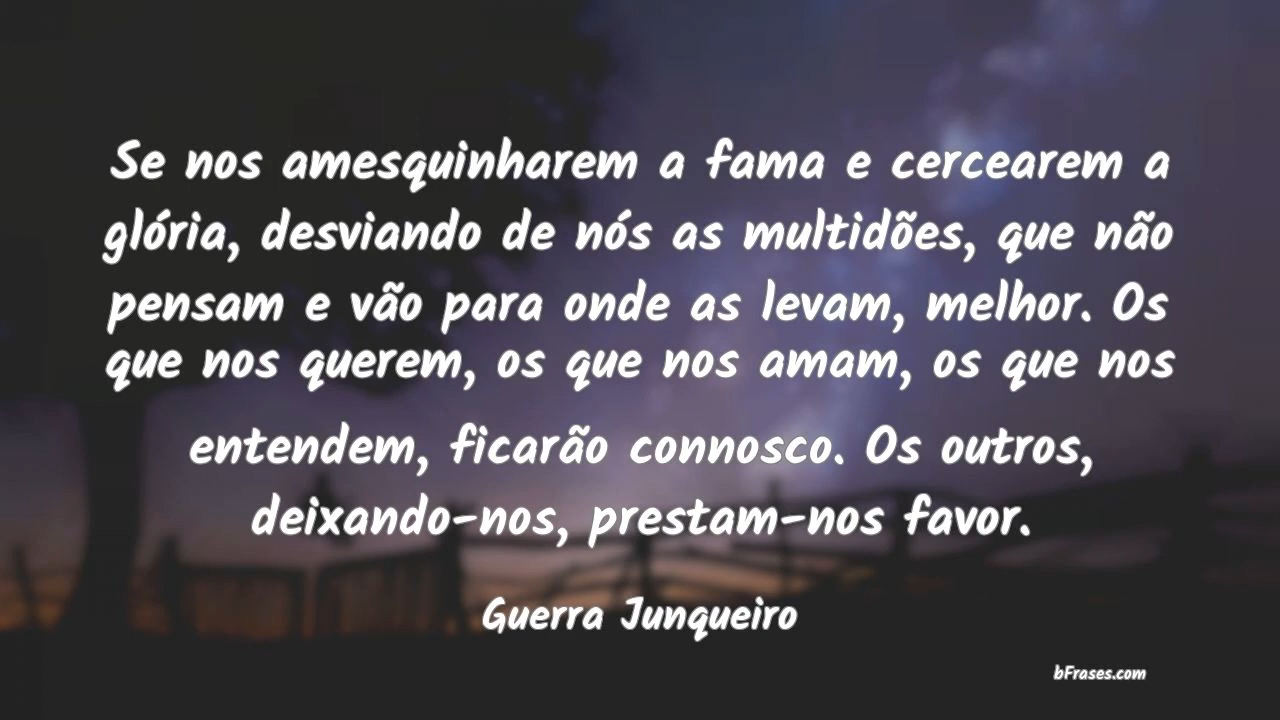 Se nos amesquinharem a fama e cercearem a
glória, desviando de nós as multidões, que não
pensam e vão para onde as levam, melhor. Os
que nos querem, os que nos amam, os que nos
entendem, ficarão connosco. Os outros,
deixando-nos, prestam-nos favor.
Guerra Junqueiro
bFrases.com